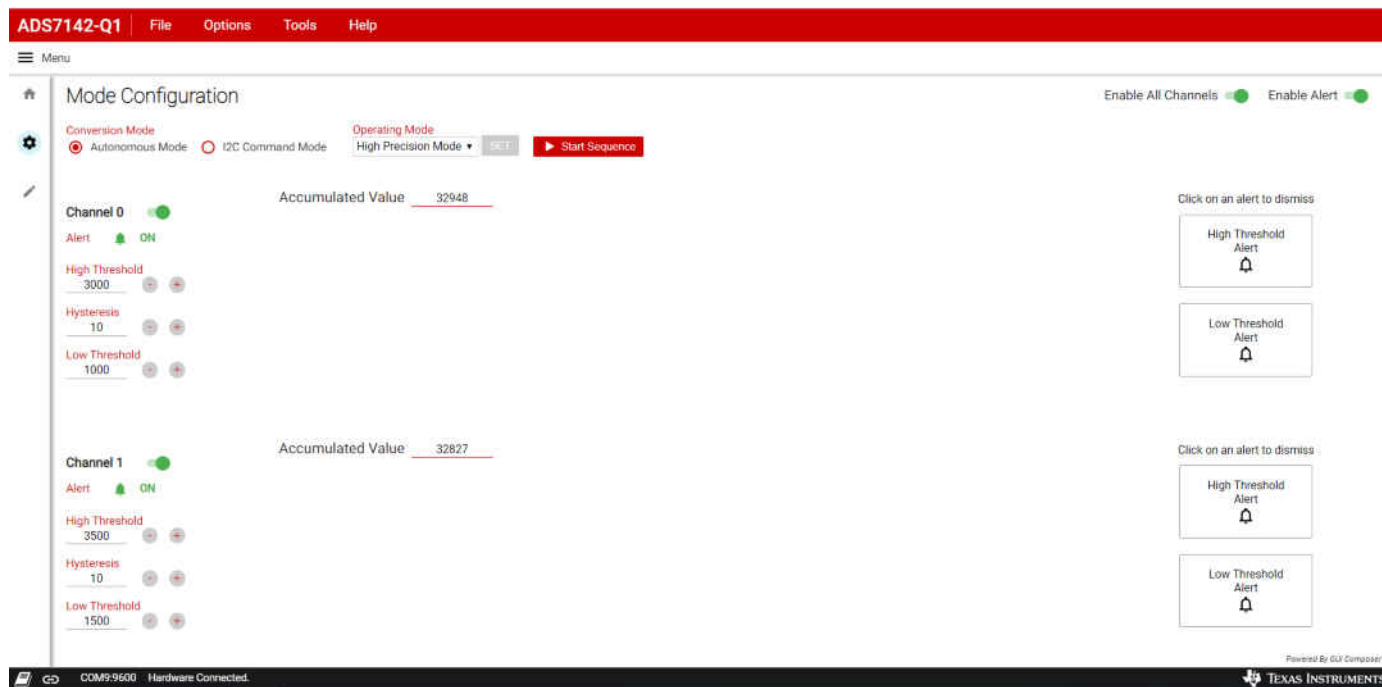 ADS7142-Q1 File Options Tools Help
Menu
Mode Configuration
Enable All Channels Enable Alert
Conversion Mode
Autonomous Mode I2C Command Mode
Operating Mode
High Precision Mode SET Start Sequence
Channel 0
Accumulated Value 32948
Click on an alert to dismiss
Alert ON
High Threshold
3000 - +
Hysteresis
10 - +
Low Threshold
1000 - +
High Threshold
Alert
Low Threshold
Alert
Channel 1
Accumulated Value 32827
Click on an alert to dismiss
Alert ON
High Threshold
3500 - +
Hysteresis
10 - +
Low Threshold
1500 - +
High Threshold
Alert
Low Threshold
Alert
Powered By GUI Composer
COM9:9600 Hardware Connected.
TEXAS INSTRUMENTS